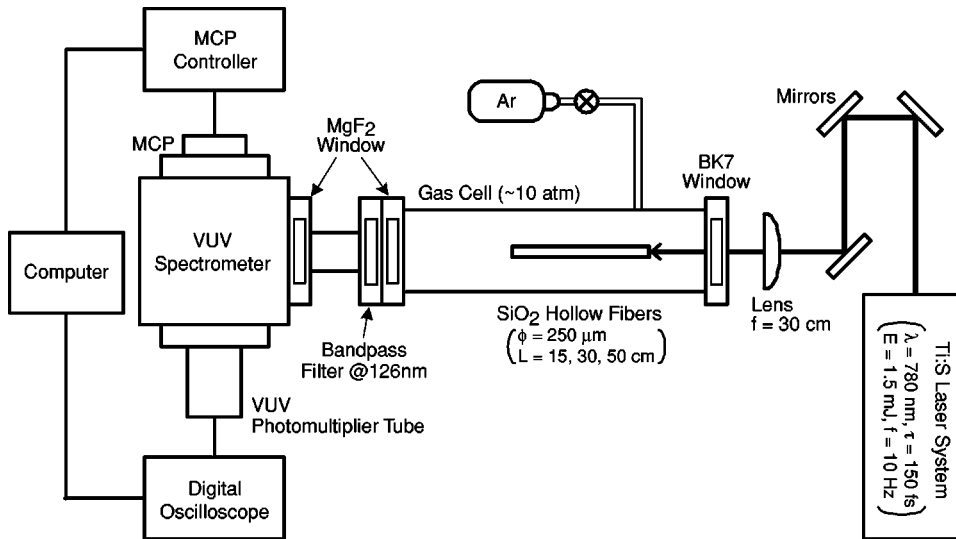 MCP
Controller
MCP
MgF2
Window
Ar
Mirrors
BK7
Window
Gas Cell (~10 atm)
VUV
Spectrometer
Computer
Lens
f = 30 cm
SiO2 Hollow Fibers
(ϕ = 250 μm
L = 15, 30, 50 cm)
Bandpass
Filter @126nm
VUV
Photomultiplier Tube
Digital
Oscilloscope
Ti:S Laser System
(λ = 780 nm, τ = 150 fs
E = 1.5 mJ, f = 10 Hz)